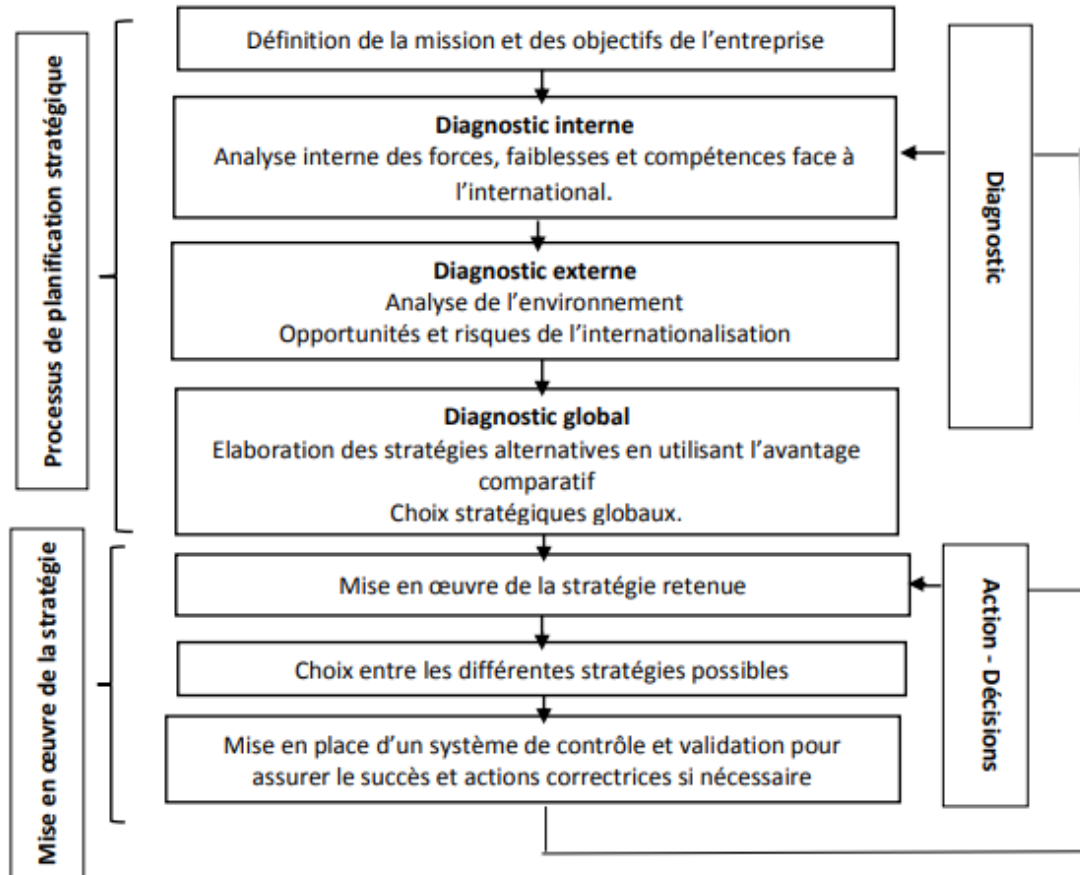 Processus de planification stratégique
Définition de la mission et des objectifs de l'entreprise
Diagnostic interne
Analyse interne des forces, faiblesses et compétences face à
l'international.
Diagnostic
Diagnostic externe
Analyse de l'environnement
Opportunités et risques de l'internationalisation
Diagnostic global
Elaboration des stratégies alternatives en utilisant l'avantage
comparatif
Choix stratégiques globaux.
Mise en œuvre de la stratégie
Mise en œuvre de la stratégie retenue
Action - Décisions
Choix entre les différentes stratégies possibles
Mise en place d'un système de contrôle et validation pour
assurer le succès et actions correctrices si nécessaire